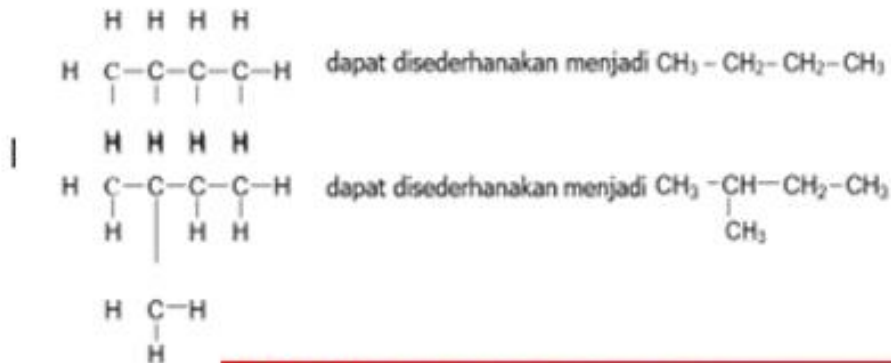 H H H H
H C–C–C–C–H dapat disederhanakan menjadi CH₃ – CH₂– CH₂– CH₃
H H H H
H C–C–C–C–H dapat disederhanakan menjadi CH₃ –CH–CH₂–CH₃
H H H CH₃
H C–H
H